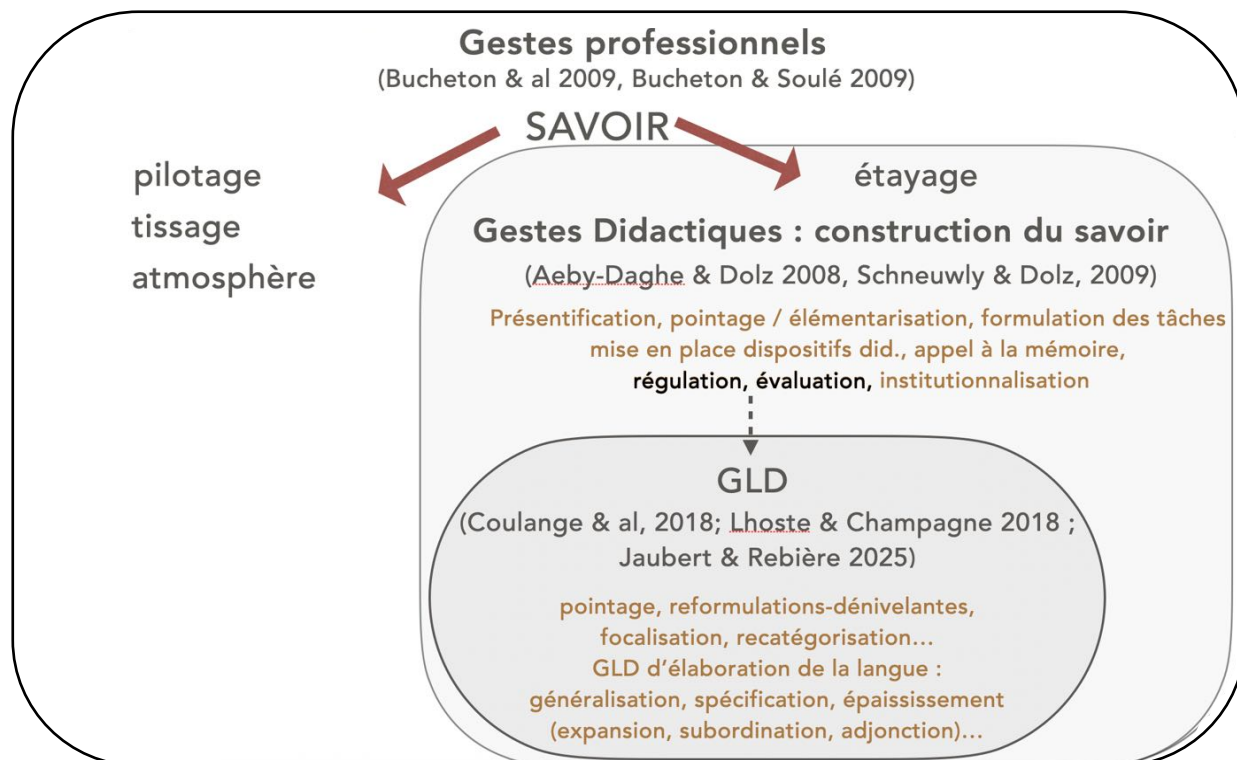 Gestes professionnels
(Bucheton & al 2009, Bucheton & Soulé 2009)
SAVOIR
pilotage
tissage
atmosphère
étayage
Gestes Didactiques : construction du savoir
(Aeby-Daghe & Dolz 2008, Schneuwly & Dolz, 2009)
Présentification, pointage / élémentarisation, formulation des tâches
mise en place dispositifs did., appel à la mémoire,
régulation, évaluation, institutionnalisation
GLD
(Coulange & al, 2018; Lhoste & Champagne 2018 ;
Jaubert & Rebière 2025)
pointage, reformulations-dénivelantes,
focalisation, recatégorisation…
GLD d’élaboration de la langue :
généralisation, spécification, épaississement
(expansion, subordination, adjonction)…